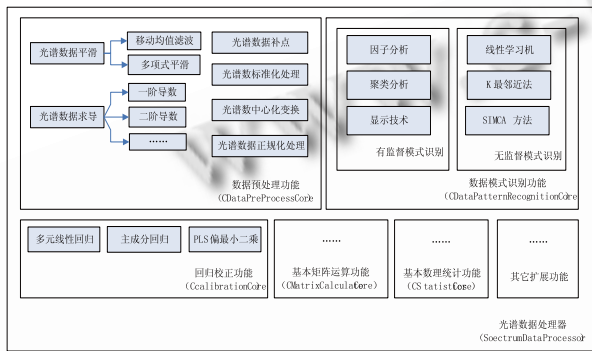 光谱数据平滑
移动均值滤波
多项式平滑
光谱数据求导
一阶导数
二阶导数
……
光谱数据补点
光谱数据标准化处理
光谱数中心化变换
光谱数据正规化处理
数据预处理功能
(CDataPreProcessCore)
因子分析
聚类分析
显示技术
有监督模式识别
线性学习机
K最邻近法
SIMCA 方法
无监督模式识别
数据模式识别功能
(CDataPatternRecognitionCore)
多元线性回归
主成分回归
PLS偏最小二乘
回归校正功能
(CcalibrationCore)
……
基本矩阵运算功能
(CMatrixCalculateCore)
……
基本数理统计功能
(CStatistCose)
……
其它扩展功能
光谱数据处理器
(SoectrumDataProcessor)